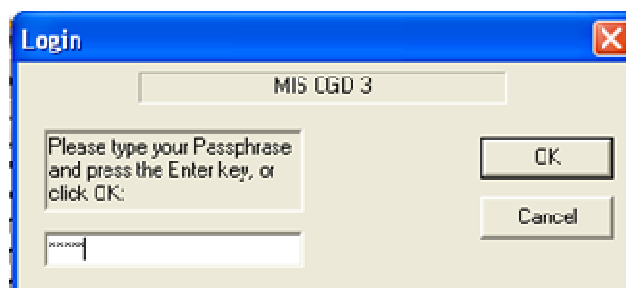 Login
MIS CGD 3
Please type your Passphrase
and press the Enter key, or
click OK:
OK
Cancel
*****